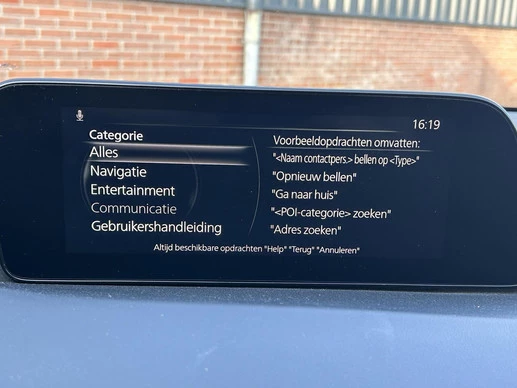 16:19
Categorie
Alles
Navigatie
Entertainment
Communicatie
Gebruikershandleiding
Voorbeeldopdrachten omvatten:
"<Naam contactpers.> bellen op <Type>"
"Opnieuw bellen"
"Ga naar huis"
"<POI-categorie> zoeken"
"Adres zoeken"
Altijd beschikbare opdrachten "Help" "Terug" "Annuleren"